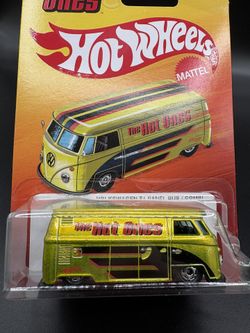 ONES
HOT WHEELS
MATTEL
THE HOT ONES
VOLKSWAGEN T1 PANEL BUS / COMBI
THE HOT ONES